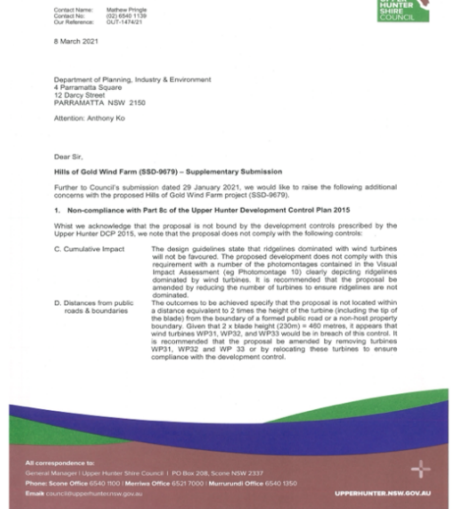 UPPER
HUNTER
SHIRE
COUNCIL
Contact Name: Mathew Pringle
Contact No: (02) 6540 1139
Our Reference: OUT-1474/21
8 March 2021
Department of Planning, Industry & Environment
4 Parramatta Square
12 Darcy Street
PARRAMATTA NSW 2150
Attention: Anthony Ko
Dear Sir,
Hills of Gold Wind Farm (SSD-9679) – Supplementary Submission
Further to Council's submission dated 29 January 2021, we would like to raise the following additional
concerns with the proposed Hills of Gold Wind Farm project (SSD-9679).
1. Non-compliance with Part 8c of the Upper Hunter Development Control Plan 2015
Whist we acknowledge that the proposal is not bound by the development controls prescribed by the
Upper Hunter DCP 2015, we note that the proposal does not comply with the following controls:
C. Cumulative Impact The design guidelines state that ridgelines dominated with wind turbines
will not be favoured. The proposed development does not comply with this
requirement with a number of the photomontages contained in the Visual
Impact Assessment (eg Photomontage 10) clearly depicting ridgelines
dominated by wind turbines. It is recommended that the proposal be
amended by reducing the number of turbines to ensure ridgelines are not
dominated.
D. Distances from public The outcomes to be achieved specify that the proposal is not located within
roads & boundaries a distance equivalent to 2 times the height of the turbine (including the tip of
the blade) from the boundary of a formed public road or a non-host property
boundary. Given that 2 x blade height (230m) = 460 metres, it appears that
wind turbines WP31, WP32, and WP33 would be in breach of this control. It
is recommended that the proposal be amended by removing turbines
WP31, WP32 and WP 33 or by relocating these turbines to ensure
compliance with the development control.
All correspondence to:
General Manager | Upper Hunter Shire Council | PO Box 208, Scone NSW 2337
Phone: Scone Office 6540 1100 | Merriwa Office 6521 7000 | Murrurundi Office 6540 1350
Email: council@upperhunter.nsw.gov.au
UPPERHUNTER.NSW.GOV.AU